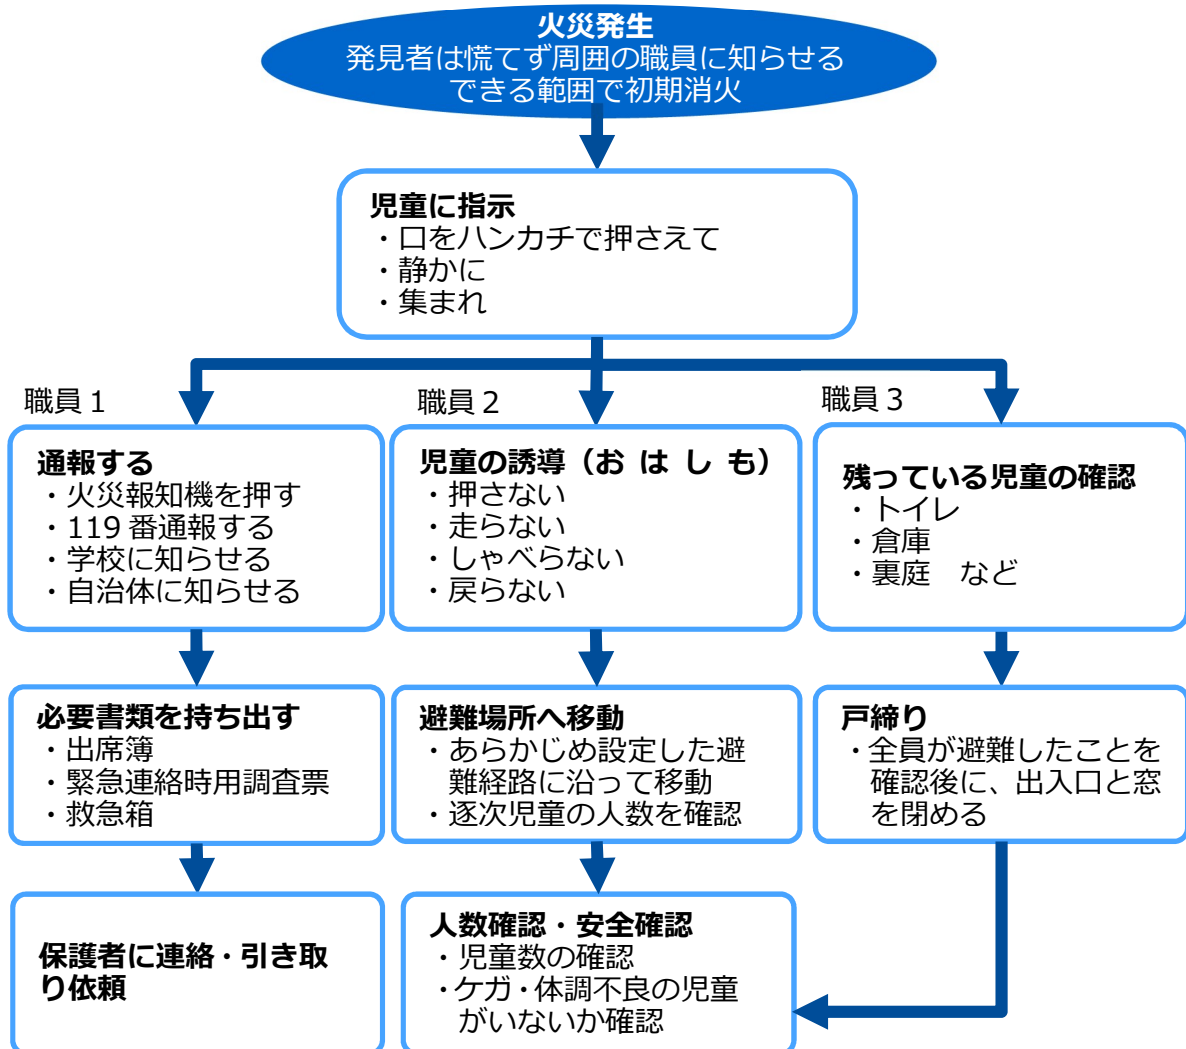 火災発生
発見者は慌てず周囲の職員に知らせる
できる範囲で初期消火
児童に指示
・口をハンカチで押さえて
・静かに
・集まれ
職員１
通報する
・火災報知機を押す
・119 番通報する
・学校に知らせる
・自治体に知らせる
職員２
児童の誘導（お は し も）
・押さない
・走らない
・しゃべらない
・戻らない
職員３
残っている児童の確認
・トイレ
・倉庫
・裏庭　など
必要書類を持ち出す
・出席簿
・緊急連絡時用調査票
・救急箱
避難場所へ移動
・あらかじめ設定した避
難経路に沿って移動
・逐次児童の人数を確認
戸締り
・全員が避難したことを
確認後に、出入口と窓
を閉める
保護者に連絡・引き取
り依頼
人数確認・安全確認
・児童数の確認
・ケガ・体調不良の児童
がいないか確認